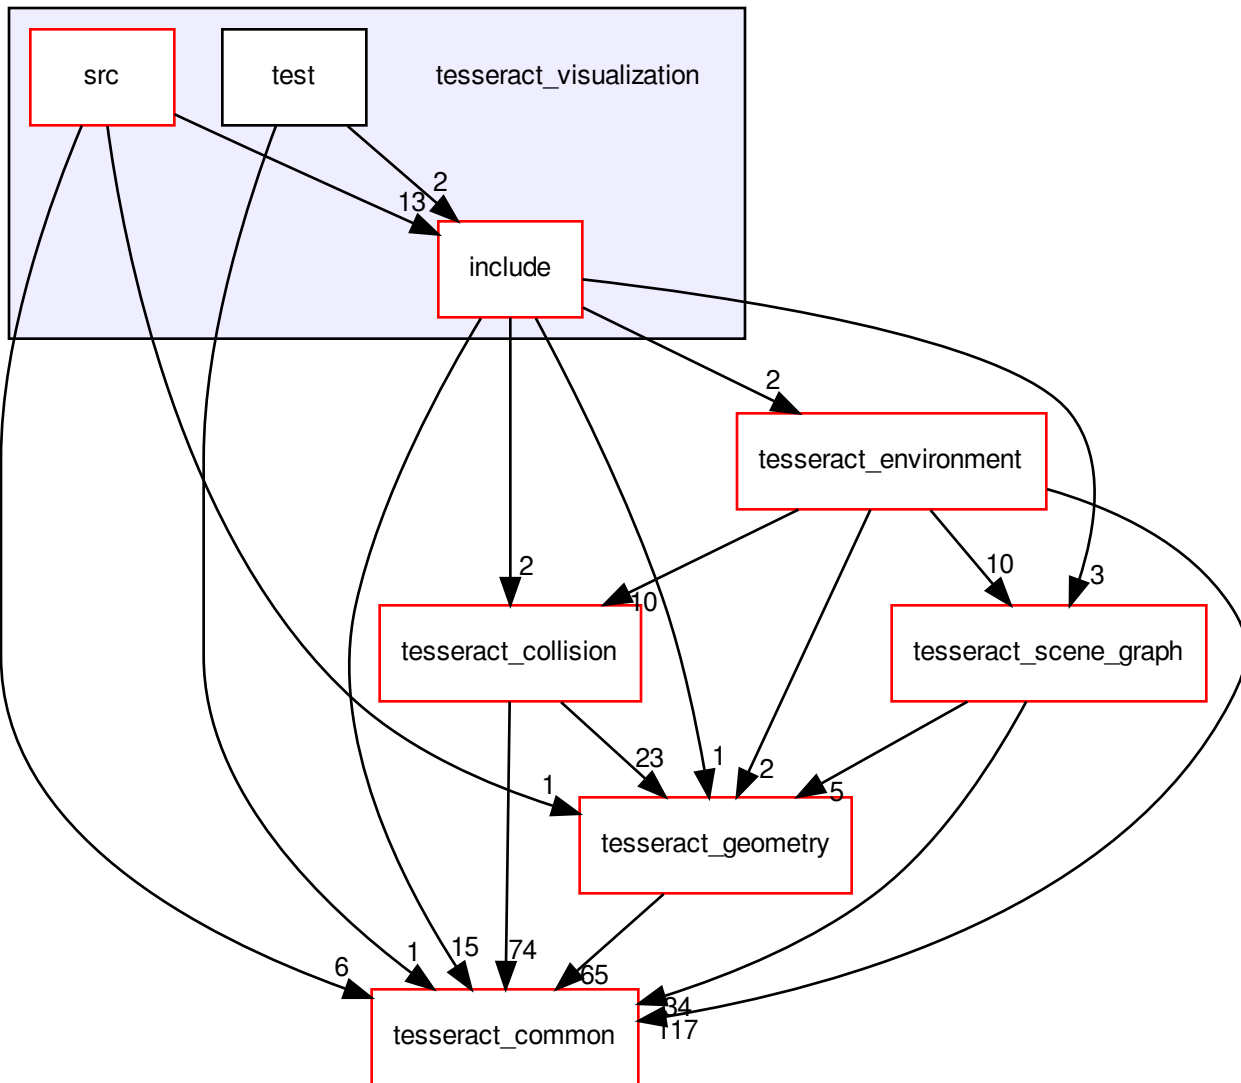 src
test
tesseract_visualization
2
13
include
2
tesseract_environment
2
10
3
10
tesseract_collision
tesseract_scene_graph
23
1
2
1
5
tesseract_geometry
6
1
15
74
65
34
117
tesseract_common